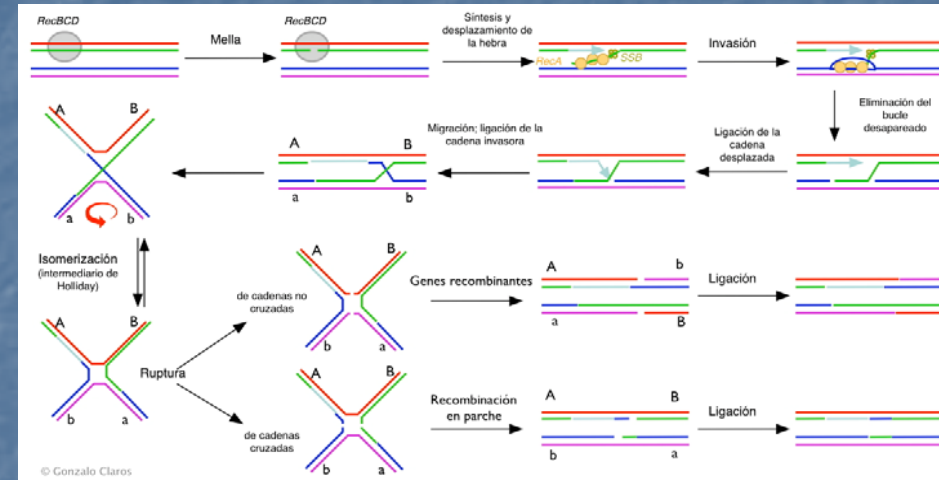 RecBCD
Mella
RecBCD
Síntesis y
desplazamiento de
la hebra
RecA
SSB
Invasión
Eliminación del
bucle
desapareado
Ligación de la
cadena
desplazada
Migración; ligación de la
cadena invasora
A B
a b
A B
a b
Isomerización
(intermediario de
Holliday)
A B
b a
Ruptura
de cadenas no
cruzadas
A B
b a
Genes recombinantes
A b
a B
Ligación
de cadenas
cruzadas
A B
b a
Recombinación
en parche
A B
b a
Ligación
© Gonzalo Claros